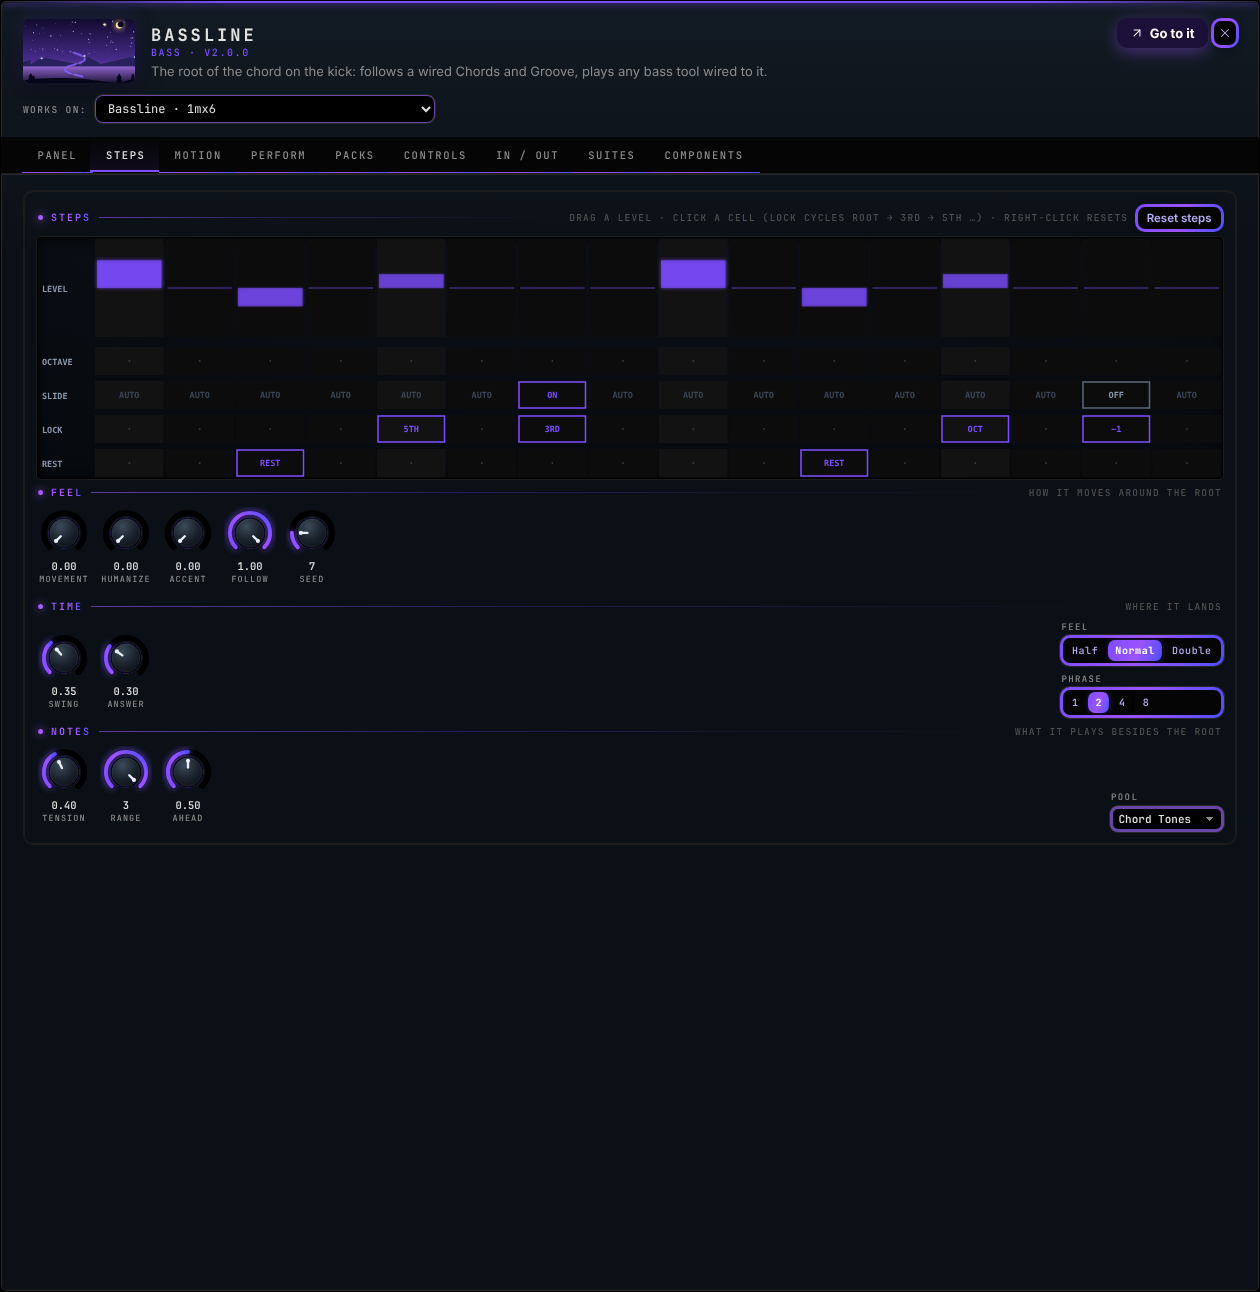 BASSLINE
BASS · V2.0.0
The root of the chord on the kick: follows a wired Chords and Groove, plays any bass tool wired to it.
Go to it
WORKS ON: Bassline · 1mx6
PANEL STEPS MOTION PERFORM PACKS CONTROLS IN / OUT SUITES COMPONENTS
STEPS DRAG A LEVEL · CLICK A CELL (LOCK CYCLES ROOT → 3RD → 5TH …) · RIGHT-CLICK RESETS Reset steps
LEVEL
OCTAVE · · · · · · · · · · · · · · · ·
SLIDE AUTO AUTO AUTO AUTO AUTO AUTO ON AUTO AUTO AUTO AUTO AUTO AUTO AUTO OFF AUTO
LOCK · · · · 5TH · 3RD · · · · · OCT · −1 ·
REST · · REST · · · · · · · REST · · · · ·
FEEL HOW IT MOVES AROUND THE ROOT
0.00 0.00 0.00 1.00 7
MOVEMENT HUMANIZE ACCENT FOLLOW SEED
TIME WHERE IT LANDS
FEEL
Half Normal Double
PHRASE
1 2 4 8
0.35 0.30
SWING ANSWER
NOTES WHAT IT PLAYS BESIDES THE ROOT
0.40 3 0.50
TENSION RANGE AHEAD
POOL
Chord Tones